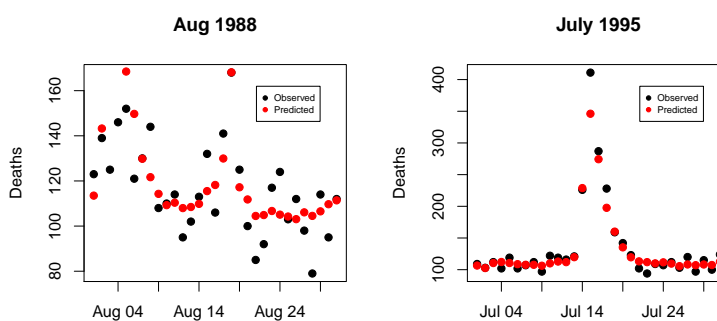 Aug 1988
Deaths
160
140
120
100
80
Observed
Predicted
Aug 04
Aug 14
Aug 24
July 1995
Deaths
400
300
200
100
Observed
Predicted
Jul 04
Jul 14
Jul 24